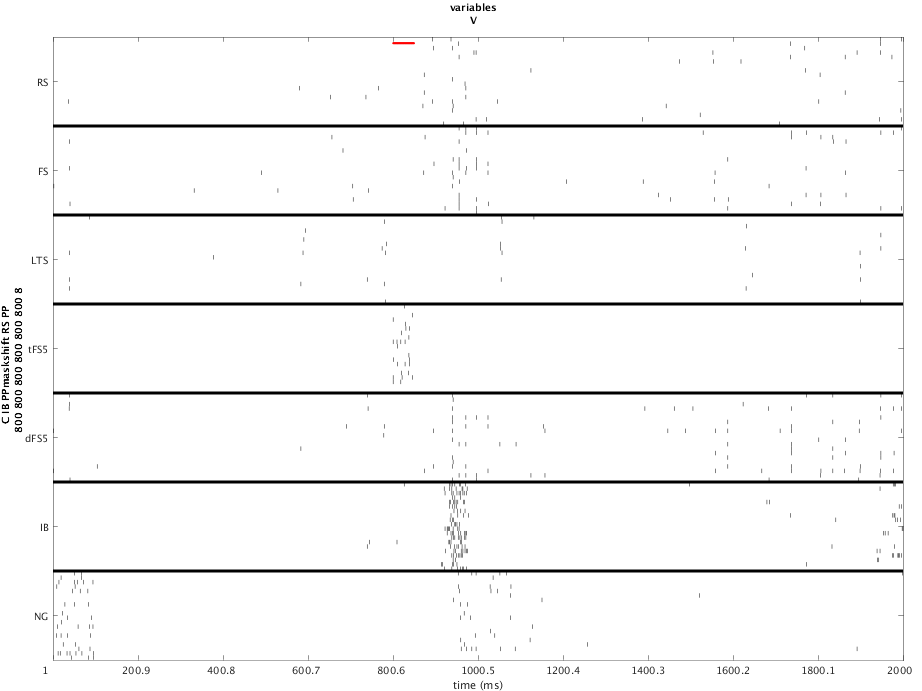 variables
V
RS
FS
LTS
tFS5
dFS5
IB
NG
C IB PPmaskshift RS PP
800 800 800 800 800 800 8
1
200.9
400.8
600.7
800.6
1000.5
1200.4
1400.3
1600.2
1800.1
2000
time (ms)